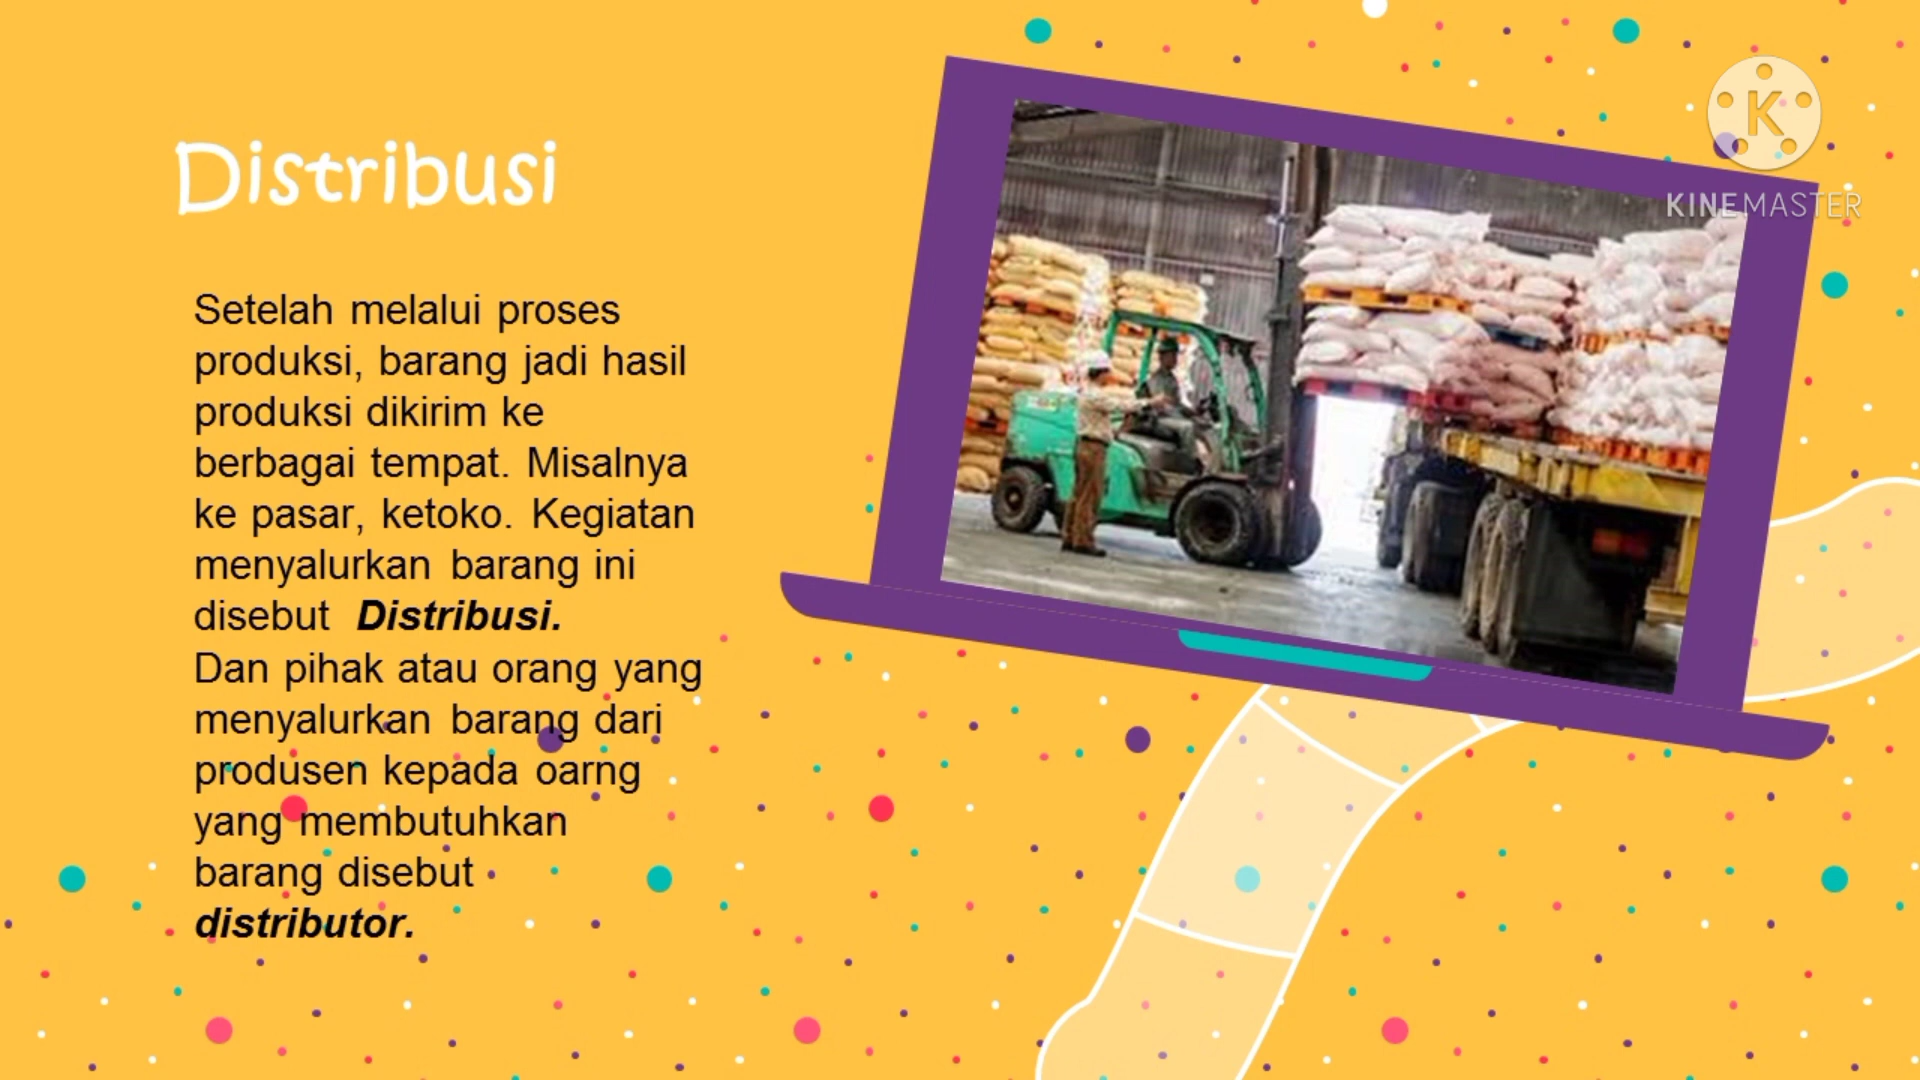 Distribusi
Setelah melalui proses
produksi, barang jadi hasil
produksi dikirim ke
berbagai tempat. Misalnya
ke pasar, ketoko. Kegiatan
menyalurkan barang ini
disebut Distribusi.
Dan pihak atau orang yang
menyalurkan barang dari
produsen kepada oarng
yang membutuhkan
barang disebut
distributor.
K
KINEMASTER